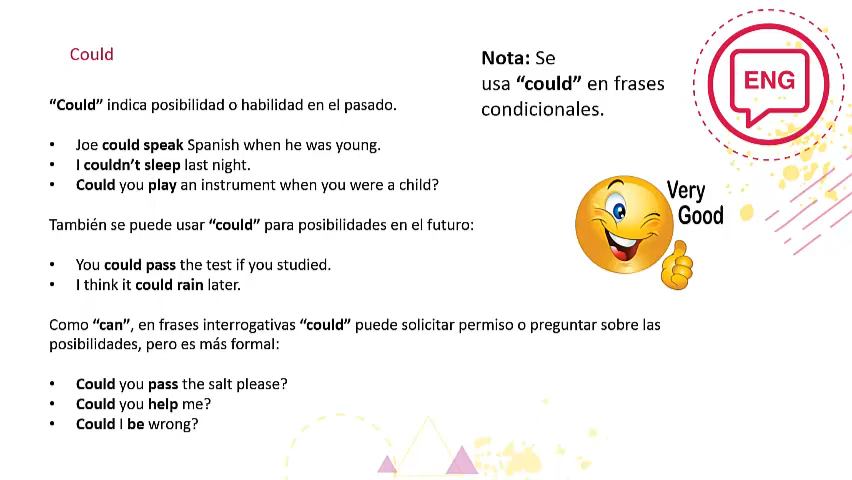 Could
Nota: Se
usa “could” en frases
condicionales.
ENG
“Could” indica posibilidad o habilidad en el pasado.
• Joe could speak Spanish when he was young.
• I couldn’t sleep last night.
• Could you play an instrument when you were a child?
Very
Good
También se puede usar “could” para posibilidades en el futuro:
• You could pass the test if you studied.
• I think it could rain later.
Como “can”, en frases interrogativas “could” puede solicitar permiso o preguntar sobre las
posibilidades, pero es más formal:
• Could you pass the salt please?
• Could you help me?
• Could I be wrong?